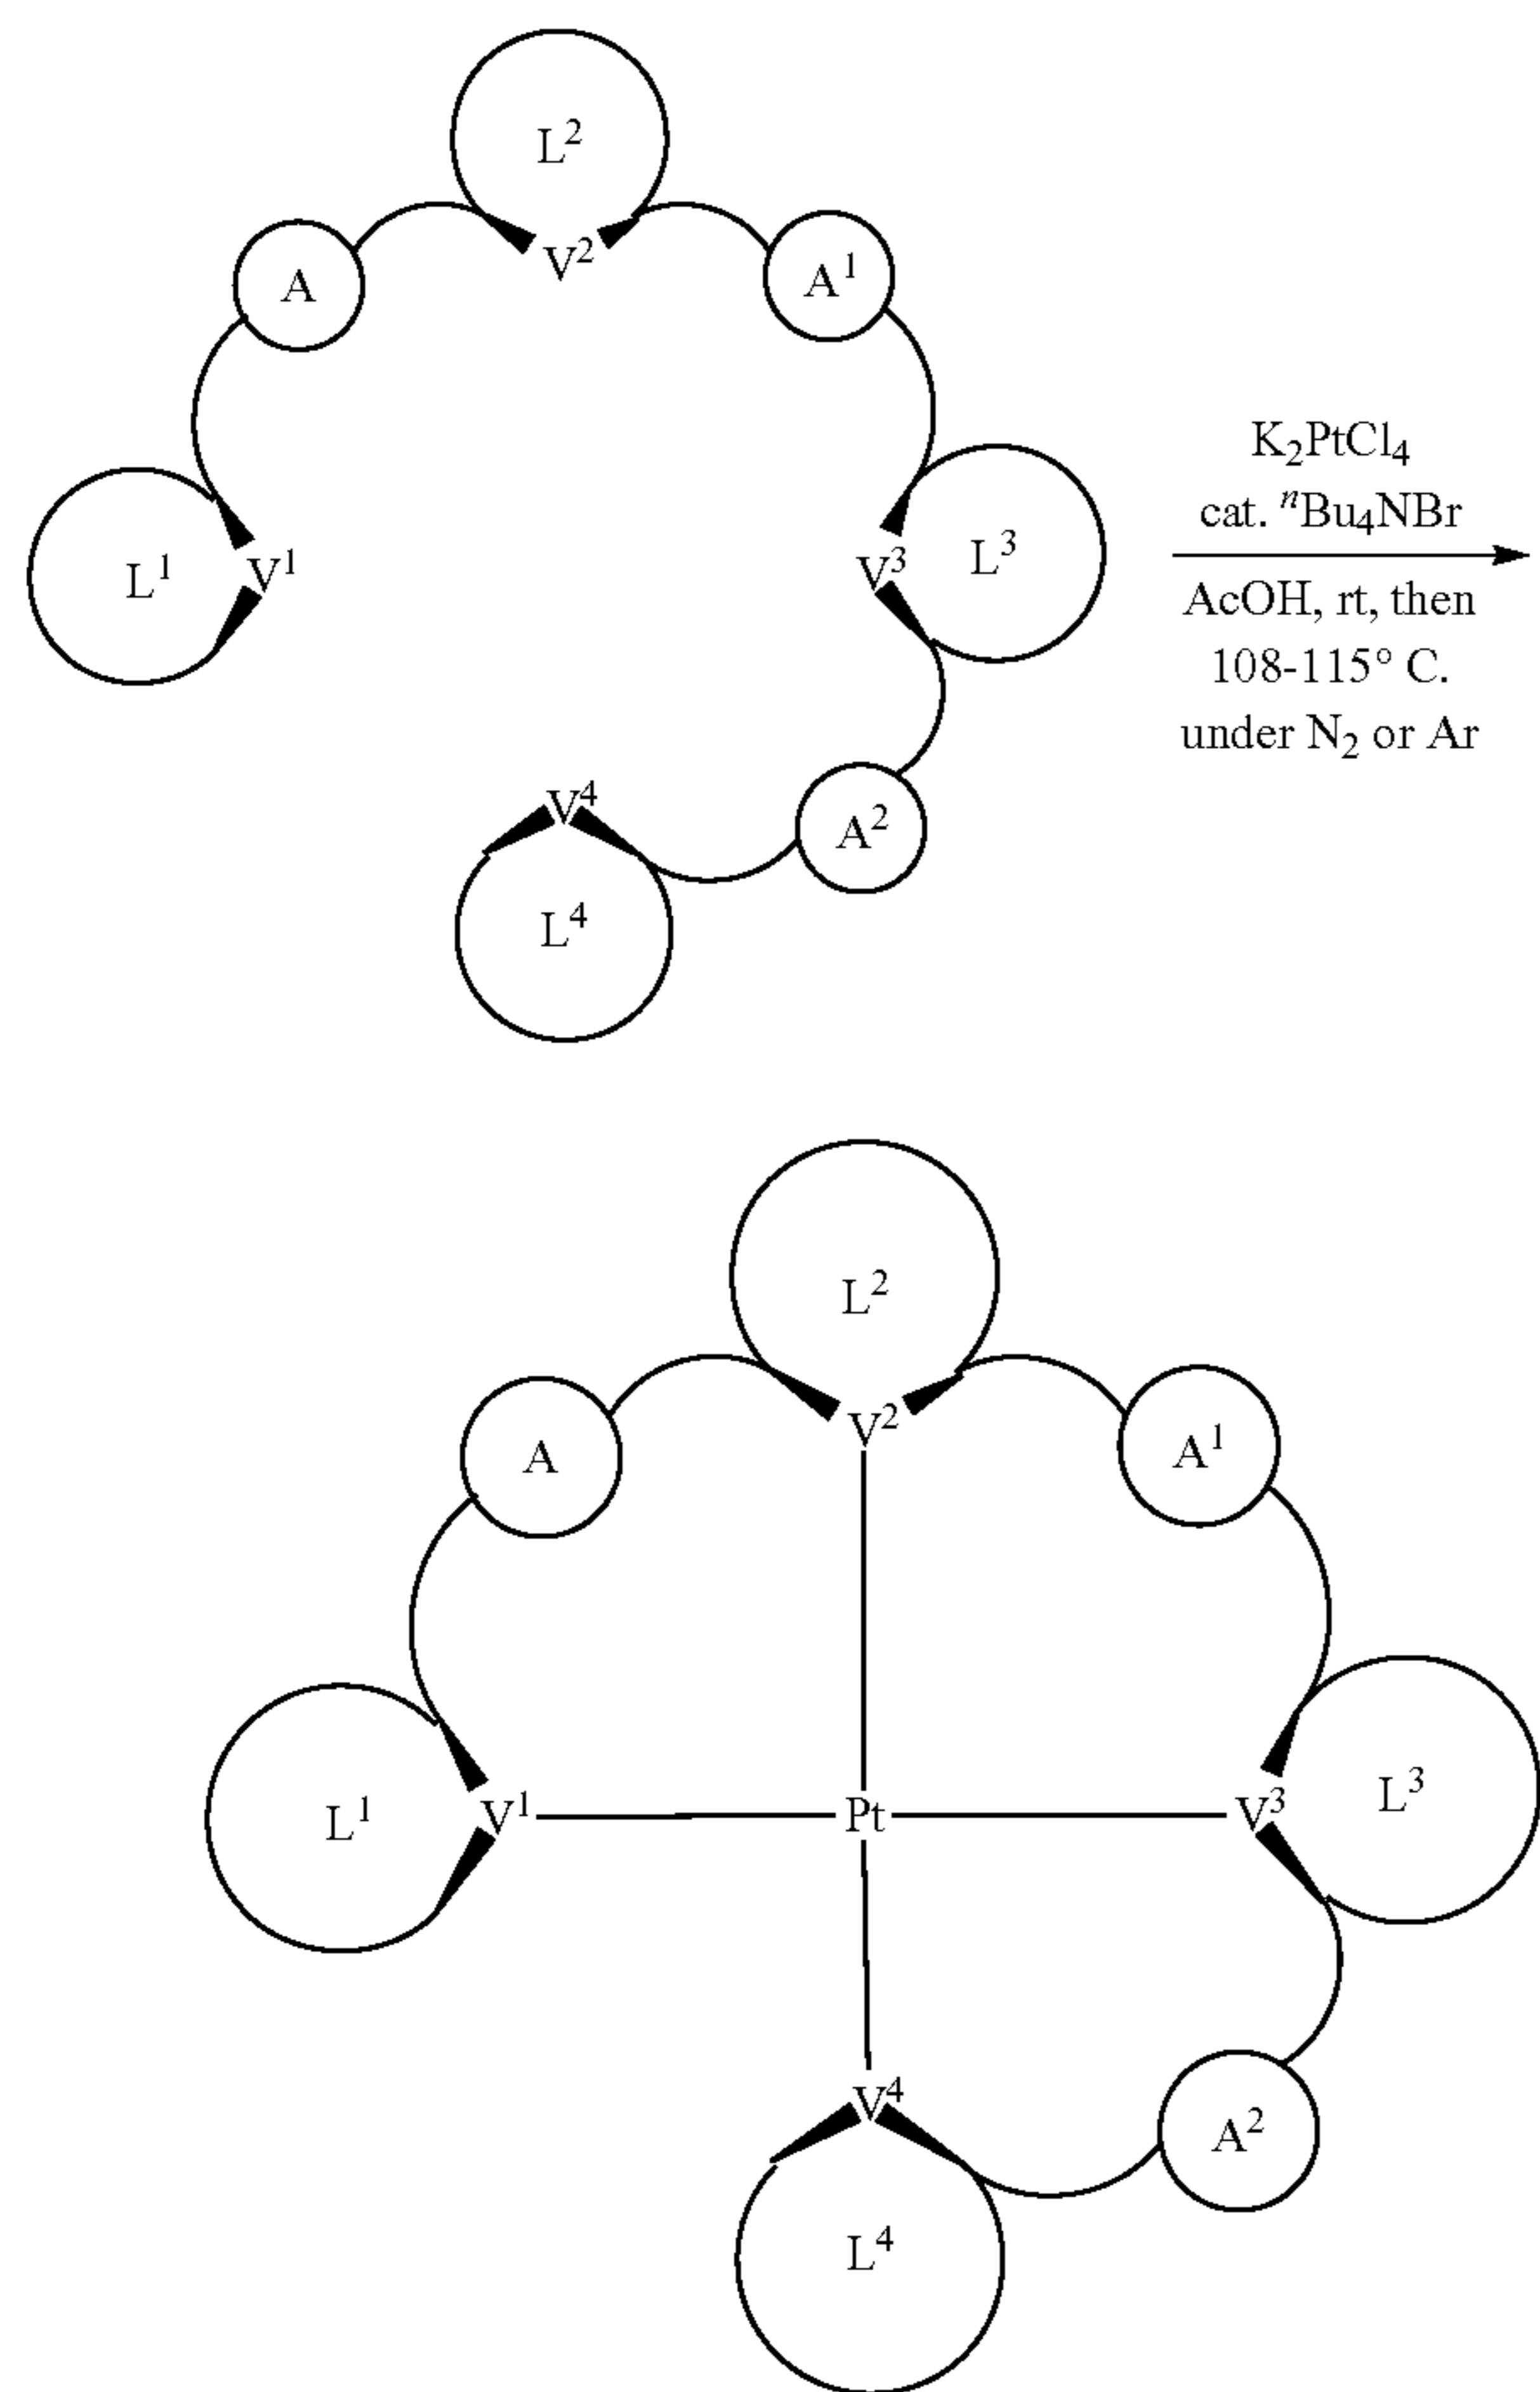 L²
V²
A
A¹
K₂PtCl₄
cat. ⁿBu₄NBr
L¹
V¹
V³
L³
AcOH, rt, then
108-115° C.
under N₂ or Ar
V⁴
A²
L⁴
L²
V²
A
A¹
L¹
V¹
Pt
V³
L³
V⁴
A²
L⁴